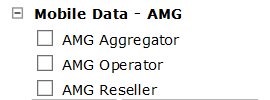 Mobile Data - AMG
AMG Aggregator
AMG Operator
AMG Reseller